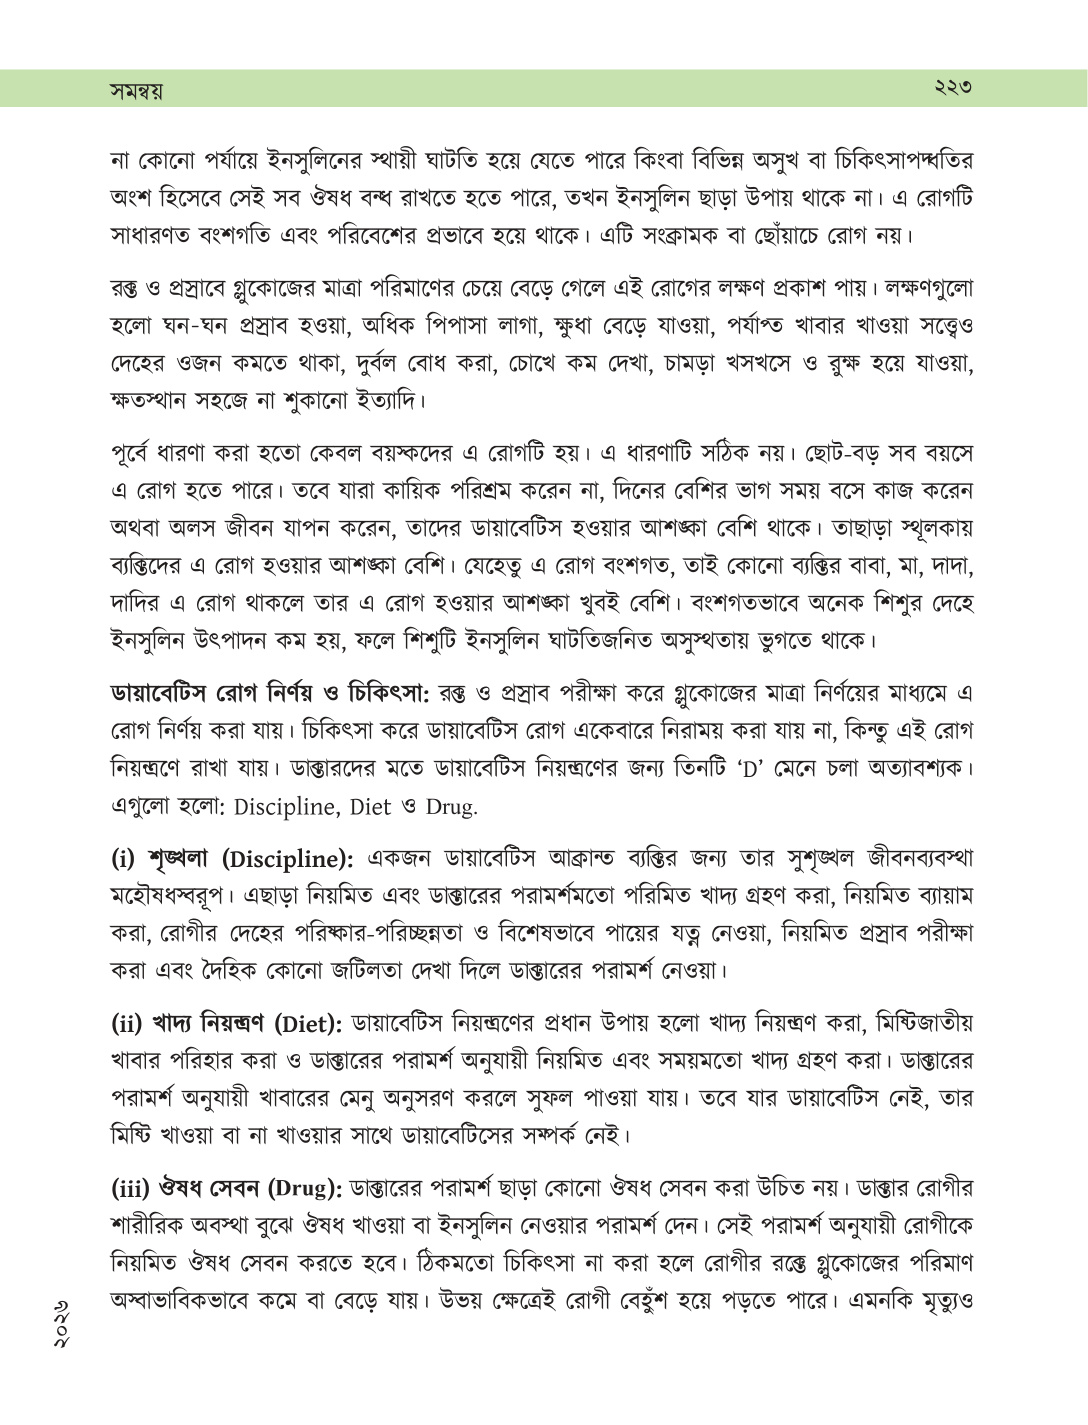 সমন্বয়
২২৩
না কোনো পর্যায়ে ইনসুলিনের স্থায়ী ঘাটতি হয়ে যেতে পারে কিংবা বিভিন্ন অসুখ বা চিকিৎসাপদ্ধতির
অংশ হিসেবে সেই সব ঔষধ বন্ধ রাখতে হতে পারে, তখন ইনসুলিন ছাড়া উপায় থাকে না। এ রোগটি
সাধারণত বংশগতি এবং পরিবেশের প্রভাবে হয়ে থাকে। এটি সংক্রামক বা ছোঁয়াচে রোগ নয়।
রক্ত ও প্রস্রাবে গ্লুকোজের মাত্রা পরিমাণের চেয়ে বেড়ে গেলে এই রোগের লক্ষণ প্রকাশ পায়। লক্ষণগুলো
হলো ঘন-ঘন প্রস্রাব হওয়া, অধিক পিপাসা লাগা, ক্ষুধা বেড়ে যাওয়া, পর্যাপ্ত খাবার খাওয়া সত্ত্বেও
দেহের ওজন কমতে থাকা, দুর্বল বোধ করা, চোখে কম দেখা, চামড়া খসখসে ও রুক্ষ হয়ে যাওয়া,
ক্ষতস্থান সহজে না শুকানো ইত্যাদি।
পূর্বে ধারণা করা হতো কেবল বয়স্কদের এ রোগটি হয়। এ ধারণাটি সঠিক নয়। ছোট-বড় সব বয়সে
এ রোগ হতে পারে। তবে যারা কায়িক পরিশ্রম করেন না, দিনের বেশির ভাগ সময় বসে কাজ করেন
অথবা অলস জীবন যাপন করেন, তাদের ডায়াবেটিস হওয়ার আশঙ্কা বেশি থাকে। তাছাড়া স্থূলকায়
ব্যক্তিদের এ রোগ হওয়ার আশঙ্কা বেশি। যেহেতু এ রোগ বংশগত, তাই কোনো ব্যক্তির বাবা, মা, দাদা,
দাদির এ রোগ থাকলে তার এ রোগ হওয়ার আশঙ্কা খুবই বেশি। বংশগতভাবে অনেক শিশুর দেহে
ইনসুলিন উৎপাদন কম হয়, ফলে শিশুটি ইনসুলিন ঘাটতিজনিত অসুস্থতায় ভুগতে থাকে।
ডায়াবেটিস রোগ নির্ণয় ও চিকিৎসা: রক্ত ও প্রস্রাব পরীক্ষা করে গ্লুকোজের মাত্রা নির্ণয়ের মাধ্যমে এ
রোগ নির্ণয় করা যায়। চিকিৎসা করে ডায়াবেটিস রোগ একেবারে নিরাময় করা যায় না, কিন্তু এই রোগ
নিয়ন্ত্রণে রাখা যায়। ডাক্তারদের মতে ডায়াবেটিস নিয়ন্ত্রণের জন্য তিনটি ‘D’ মেনে চলা অত্যাবশ্যক।
এগুলো হলো: Discipline, Diet ও Drug.
(i) শৃঙ্খলা (Discipline): একজন ডায়াবেটিস আক্রান্ত ব্যক্তির জন্য তার সুশৃঙ্খল জীবনব্যবস্থা
মহৌষধস্বরূপ। এছাড়া নিয়মিত এবং ডাক্তারের পরামর্শমতো পরিমিত খাদ্য গ্রহণ করা, নিয়মিত ব্যায়াম
করা, রোগীর দেহের পরিষ্কার-পরিচ্ছন্নতা ও বিশেষভাবে পায়ের যত্ন নেওয়া, নিয়মিত প্রস্রাব পরীক্ষা
করা এবং দৈহিক কোনো জটিলতা দেখা দিলে ডাক্তারের পরামর্শ নেওয়া।
(ii) খাদ্য নিয়ন্ত্রণ (Diet): ডায়াবেটিস নিয়ন্ত্রণের প্রধান উপায় হলো খাদ্য নিয়ন্ত্রণ করা, মিষ্টিজাতীয়
খাবার পরিহার করা ও ডাক্তারের পরামর্শ অনুযায়ী নিয়মিত এবং সময়মতো খাদ্য গ্রহণ করা। ডাক্তারের
পরামর্শ অনুযায়ী খাবারের মেনু অনুসরণ করলে সুফল পাওয়া যায়। তবে যার ডায়াবেটিস নেই, তার
মিষ্টি খাওয়া বা না খাওয়ার সাথে ডায়াবেটিসের সম্পর্ক নেই।
(iii) ঔষধ সেবন (Drug): ডাক্তারের পরামর্শ ছাড়া কোনো ঔষধ সেবন করা উচিত নয়। ডাক্তার রোগীর
শারীরিক অবস্থা বুঝে ঔষধ খাওয়া বা ইনসুলিন নেওয়ার পরামর্শ দেন। সেই পরামর্শ অনুযায়ী রোগীকে
নিয়মিত ঔষধ সেবন করতে হবে। ঠিকমতো চিকিৎসা না করা হলে রোগীর রক্তে গ্লুকোজের পরিমাণ
অস্বাভাবিকভাবে কমে বা বেড়ে যায়। উভয় ক্ষেত্রেই রোগী বেহুঁশ হয়ে পড়তে পারে। এমনকি মৃত্যুও
২০২৬